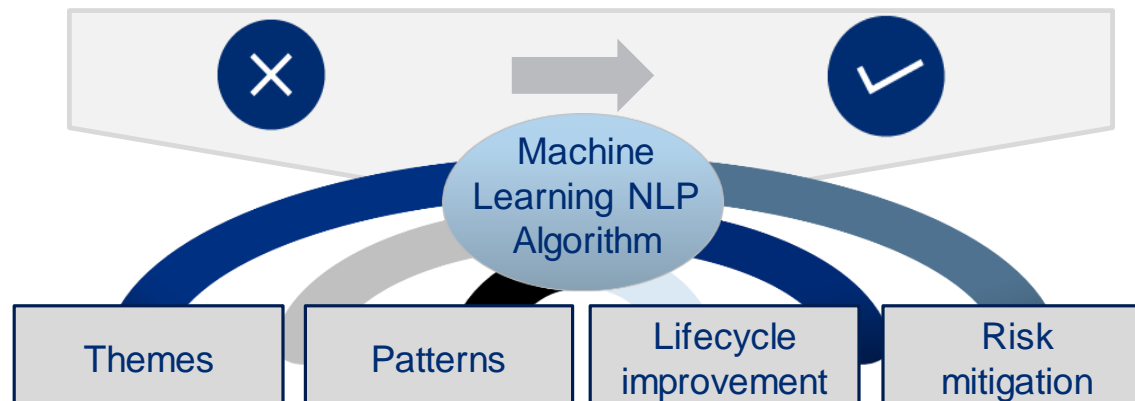 Machine
Learning NLP
Algorithm
Themes
Patterns
Lifecycle
improvement
Risk
mitigation